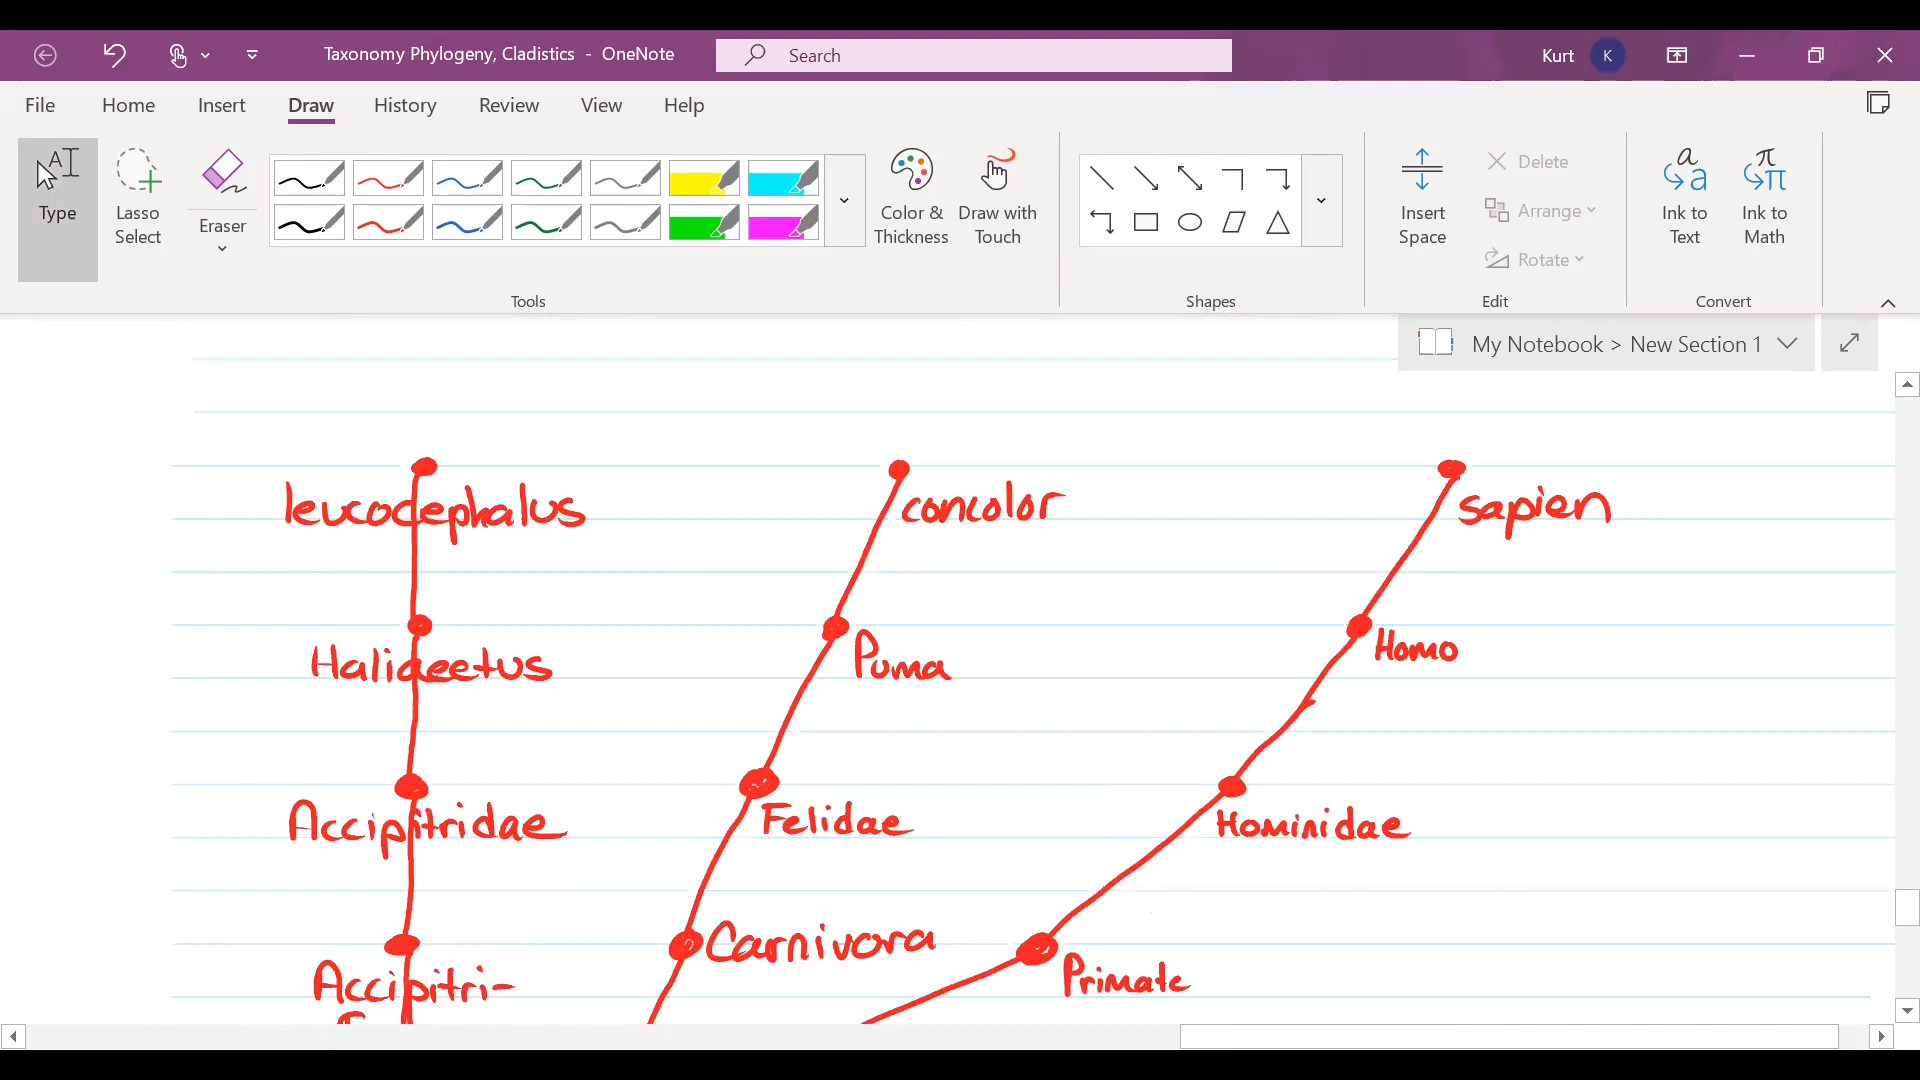 Taxonomy Phylogeny, Cladistics - OneNote
Search
Kurt
K
File Home Insert Draw History Review View Help
Type
Lasso Select
Eraser
Color & Thickness
Draw with Touch
Insert Space
Delete
Arrange
Rotate
Ink to Text
Ink to Math
Tools
Shapes
Edit
Convert
My Notebook > New Section 1
leucocephalus
concolor
sapien
Haliaeetus
Puma
Homo
Accipitridae
Felidae
Hominidae
Accipitri-
Carnivora
Primate